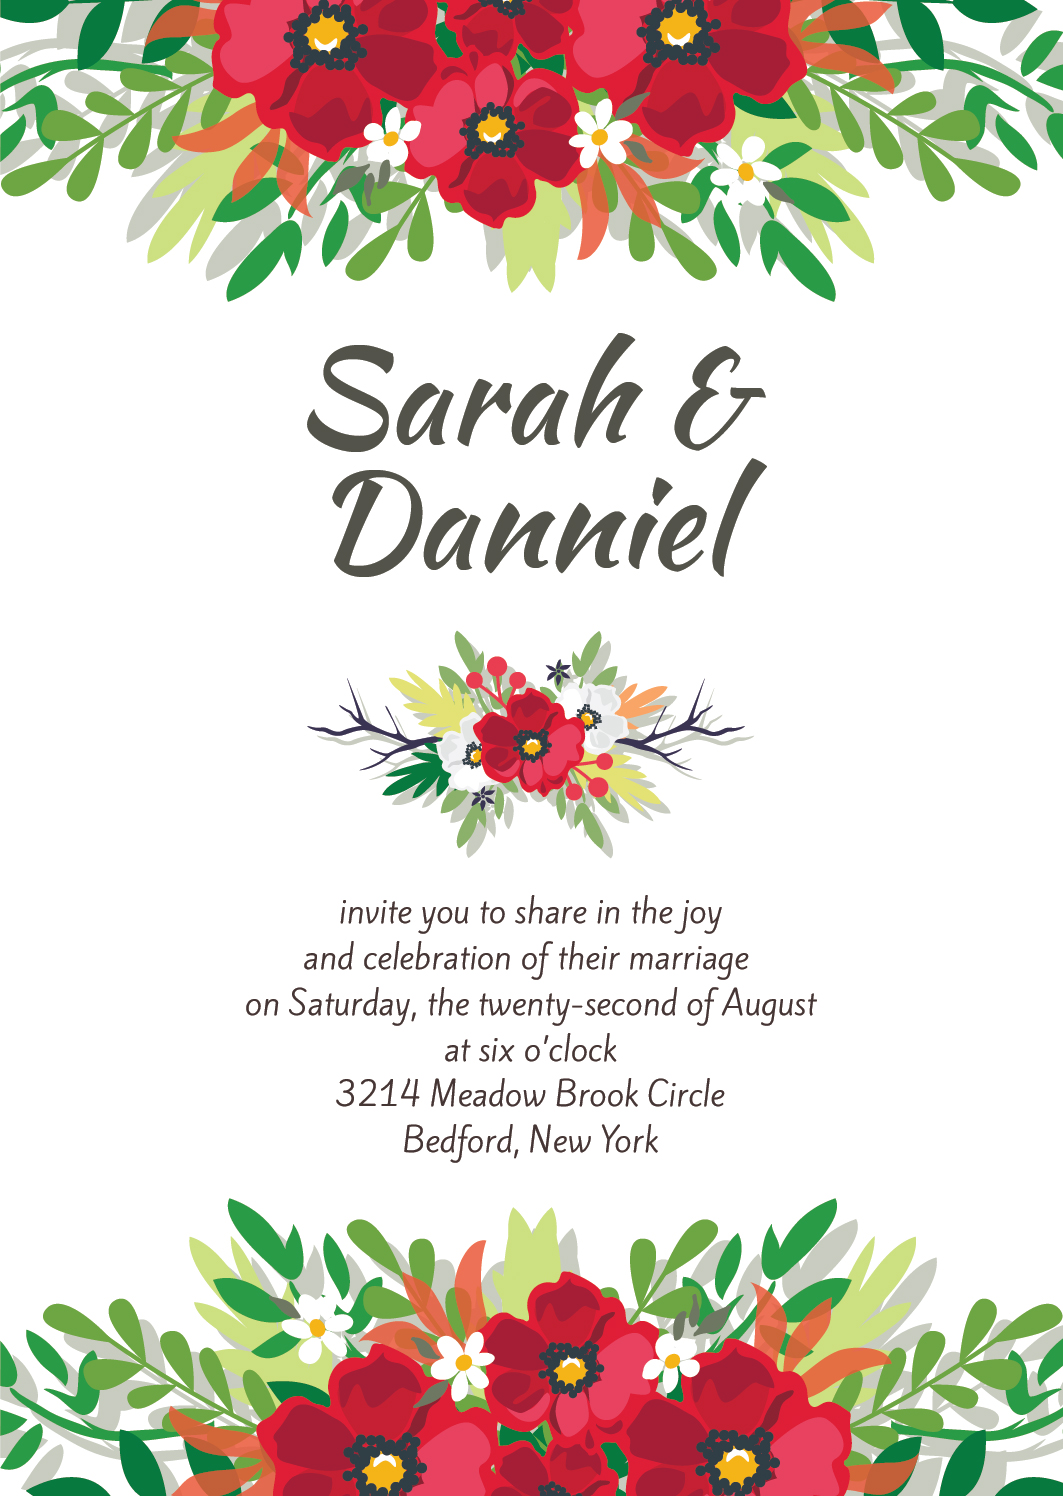 Sarah &
Danniel
invite you to share in the joy
and celebration of their marriage
on Saturday, the twenty-second of August
at six o'clock
3214 Meadow Brook Circle
Bedford, New York